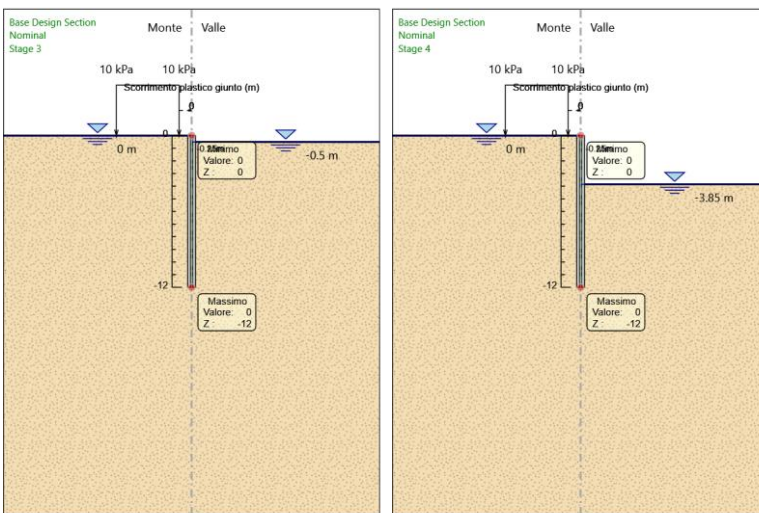 Base Design Section
Nominal
Stage 3
Monte
Valle
10 kPa
10 kPa
Scorrimento plastico giunto (m)
0
0
0 m
Minimo
Valore: 0
Z : 0
-0.5 m
-12
Massimo
Valore: 0
Z : -12
Base Design Section
Nominal
Stage 4
Monte
Valle
10 kPa
10 kPa
Scorrimento plastico giunto (m)
0
0
0 m
Minimo
Valore: 0
Z : 0
-3.85 m
-12
Massimo
Valore: 0
Z : -12